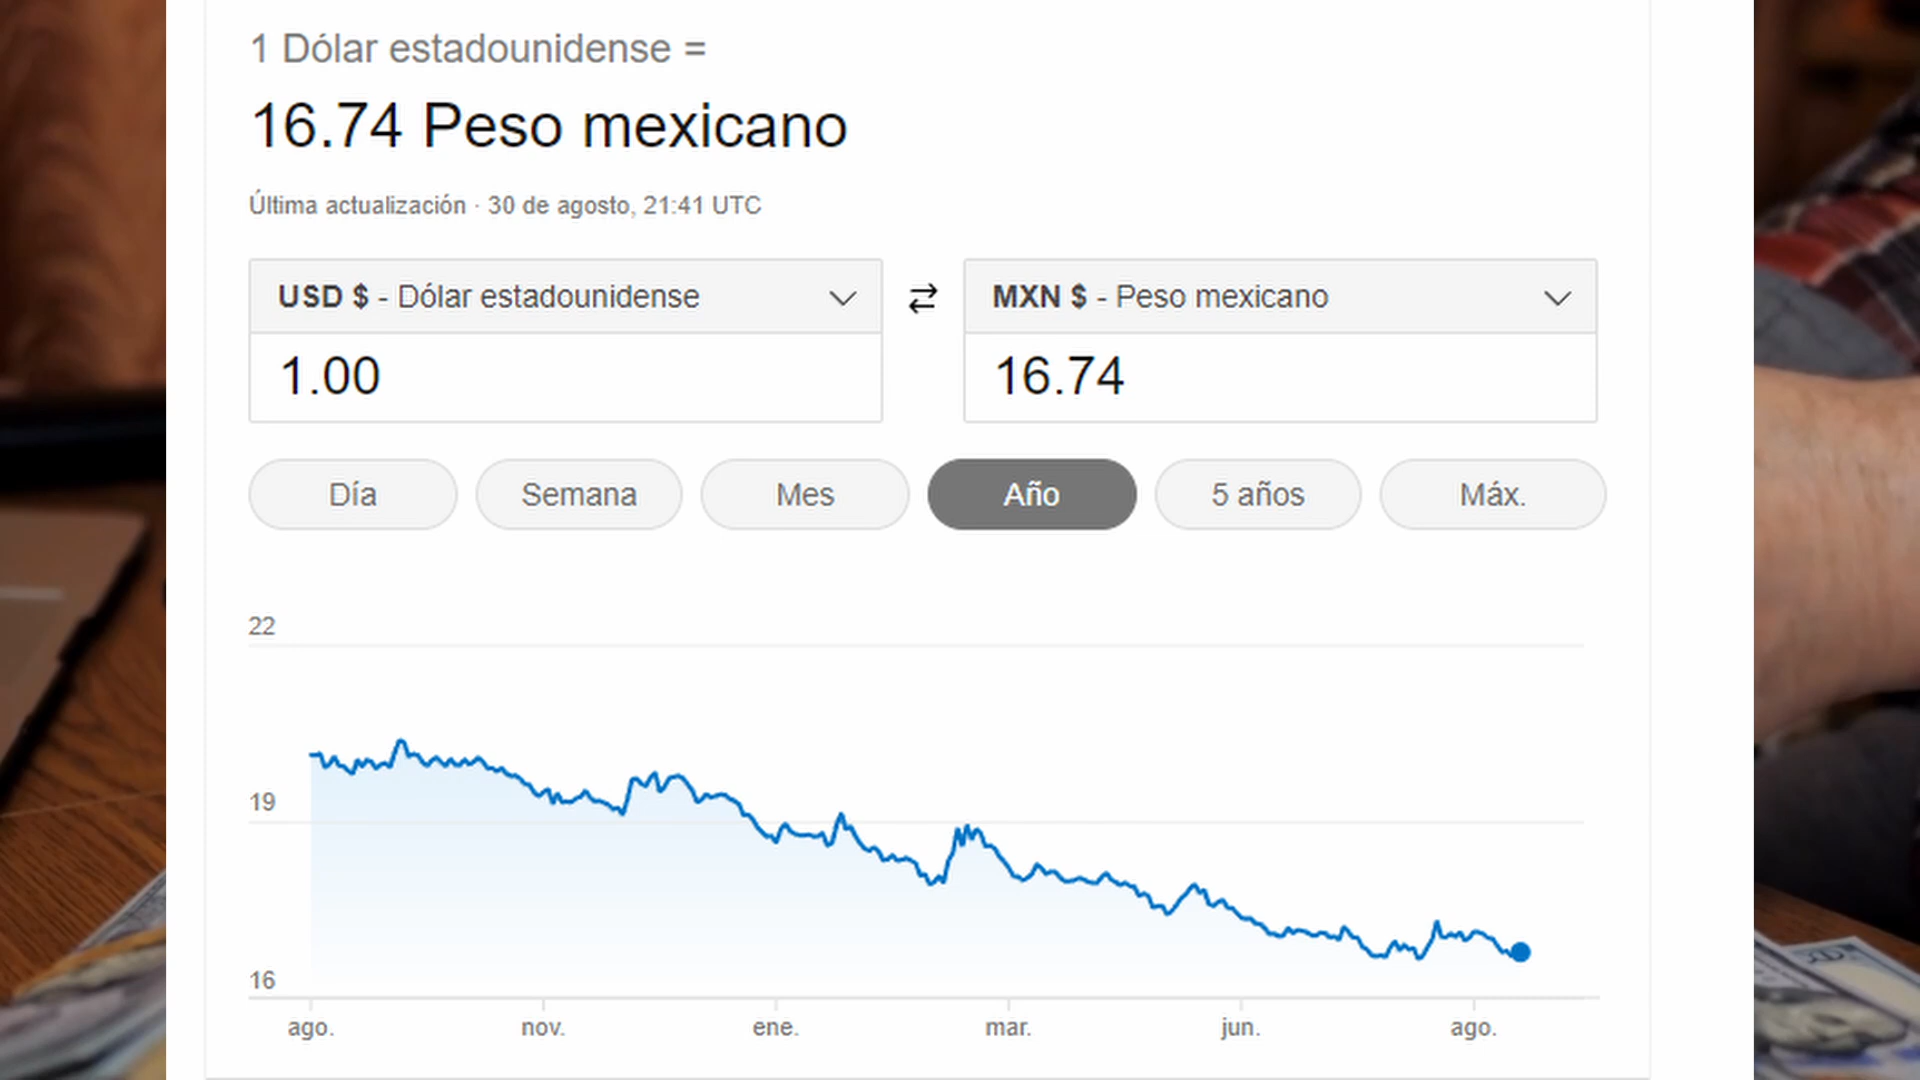 1 Dólar estadounidense =
16.74 Peso mexicano
Última actualización · 30 de agosto, 21:41 UTC
USD $ - Dólar estadounidense
MXN $ - Peso mexicano
1.00
16.74
Día Semana Mes Año 5 años Máx.
22
19
16
ago. nov. ene. mar. jun. ago.